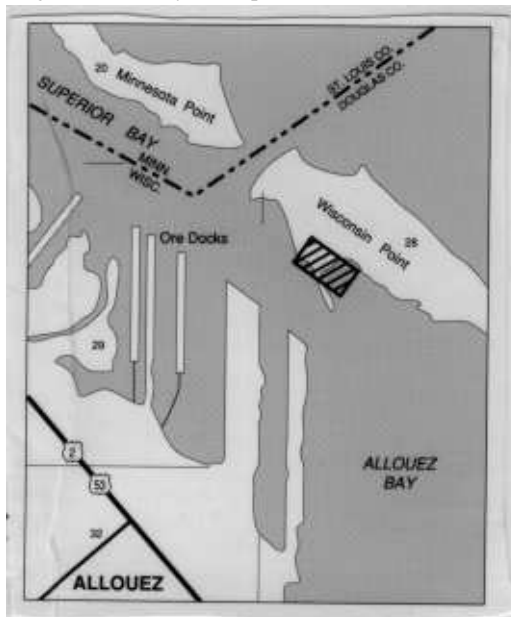 20
Minnesota Point
ST. LOUIS CO.
DOUGLAS CO.
SUPERIOR BAY
MINN.
WISC.
Wisconsin Point
28
Ore Docks
29
2
53
ALLOUEZ
BAY
32
ALLOUEZ